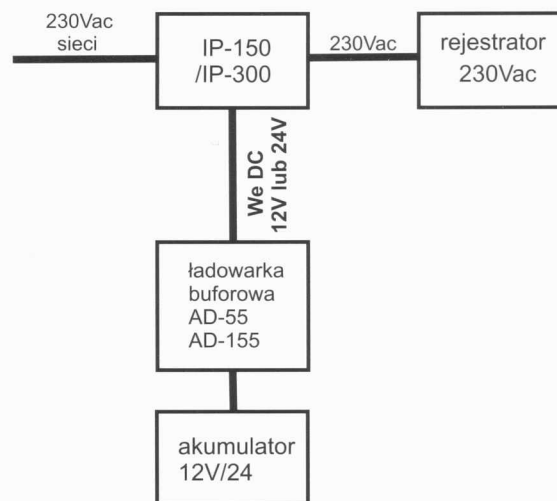 230Vac
sieci
IP-150
/IP-300
230Vac
rejestrator
230Vac
We DC
12V lub 24V
ładowarka
buforowa
AD-55
AD-155
akumulator
12V/24